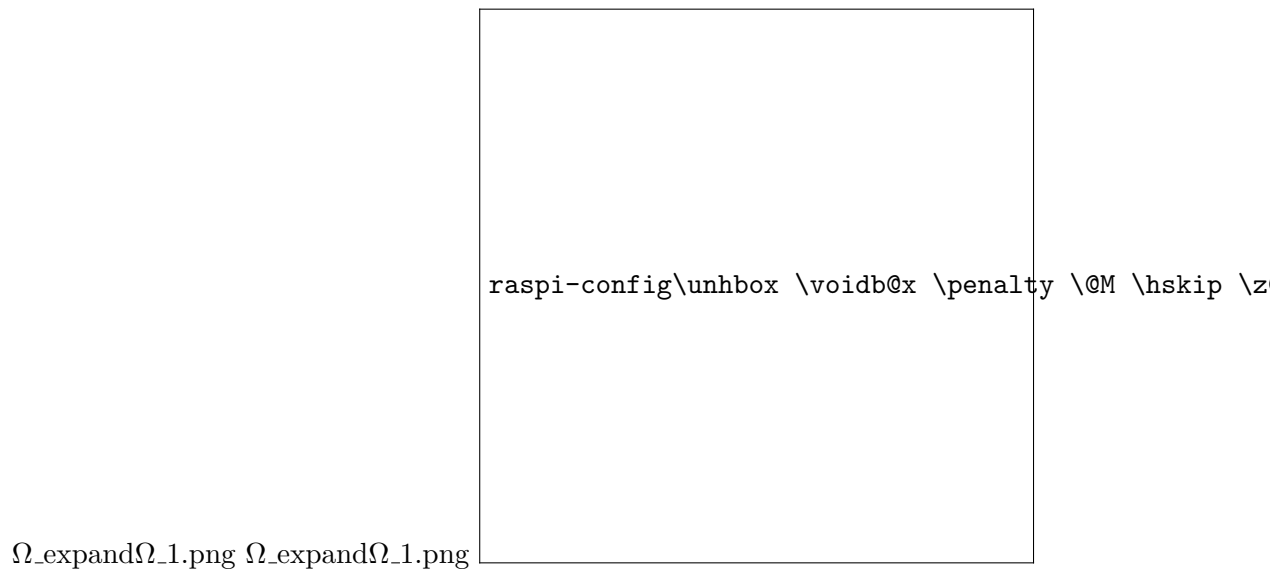 raspi-config\unhbox \voidb@x \penalty \@M \hskip \z
Ω_expandΩ_1.png Ω_expandΩ_1.png